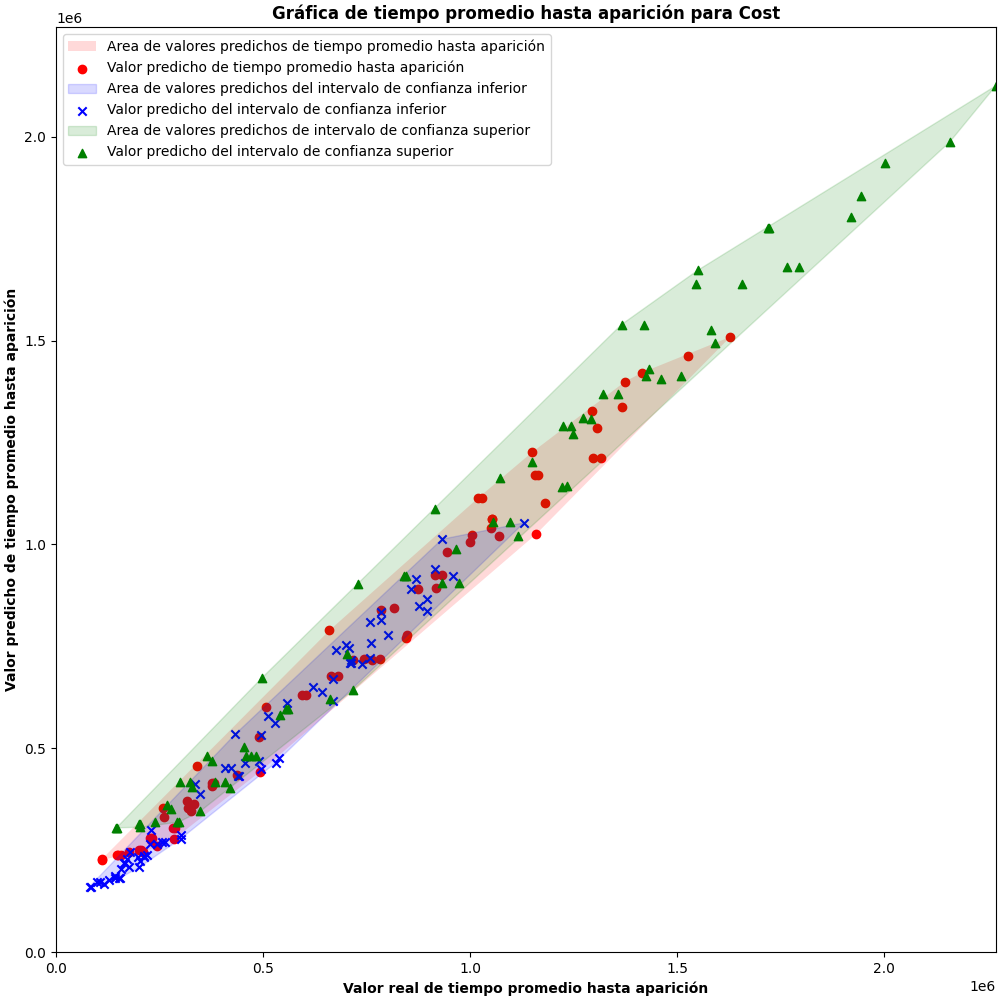 Gráfica de tiempo promedio hasta aparición para Cost
1e6
Area de valores predichos de tiempo promedio hasta aparición
Valor predicho de tiempo promedio hasta aparición
Area de valores predichos del intervalo de confianza inferior
Valor predicho del intervalo de confianza inferior
Area de valores predichos de intervalo de confianza superior
Valor predicho del intervalo de confianza superior
2.0
1.5
1.0
0.5
0.0
Valor predicho de tiempo promedio hasta aparición
0.0 0.5 1.0 1.5 2.0
1e6
Valor real de tiempo promedio hasta aparición